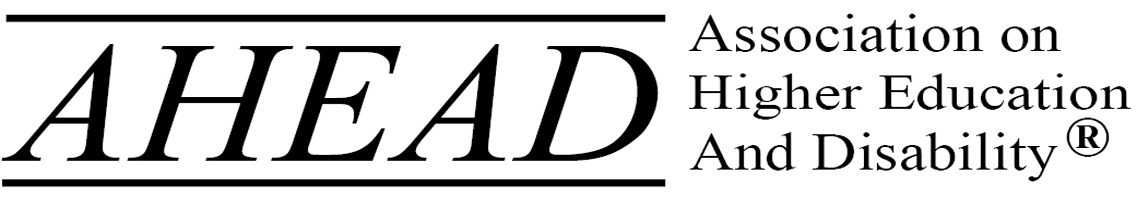 AHEAD
Association on
Higher Education
And Disability®